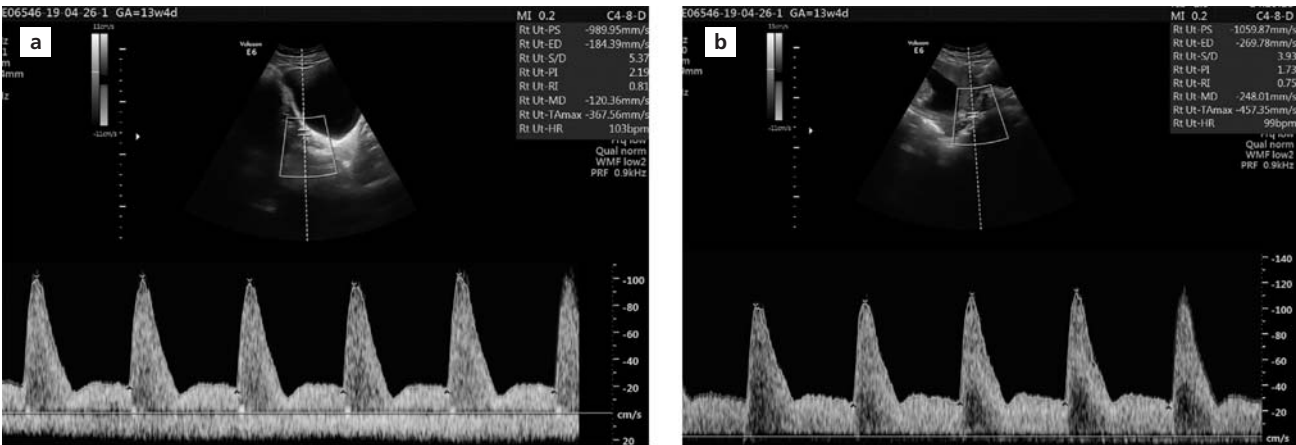 E06546-19-04-26-1 GA=13w4d
MI 0.2 C4-8-D
a
Voluson
E6
Rt Ut-PS -989.95mm/s
Rt Ut-ED -184.39mm/s
Rt Ut-S/D 5.37
Rt Ut-PI 2.19
Rt Ut-RI 0.81
Rt Ut-MD -120.36mm/s
Rt Ut-TAmax -367.56mm/s
Rt Ut-HR 103bpm
Qual norm
WMF low2
PRF 0.9kHz
-100
-80
-60
-40
-20
cm/s
20
E06546-19-04-26-1 GA=13w4d
MI 0.2 C4-8-D
b
Voluson
E6
Rt Ut-PS -1059.87mm/s
Rt Ut-ED -269.78mm/s
Rt Ut-S/D 3.93
Rt Ut-PI 1.73
Rt Ut-RI 0.75
Rt Ut-MD -248.01mm/s
Rt Ut-TAmax -457.35mm/s
Rt Ut-HR 99bpm
Qual norm
WMF low2
PRF 0.9kHz
-140
-120
-100
-80
-60
-40
-20
cm/s